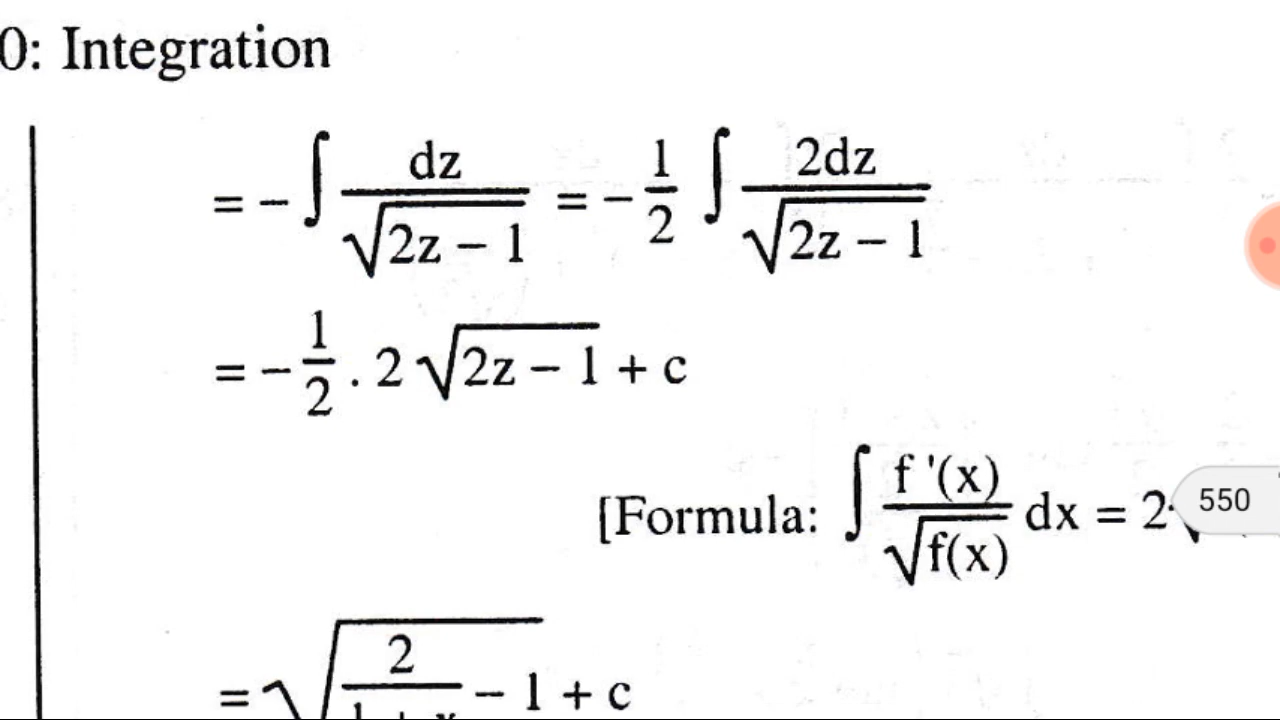 0: Integration
= – ∫ dz/√(2z – 1) = – 1/2 ∫ 2dz/√(2z – 1)
= – 1/2 . 2 √(2z – 1) + c
[Formula: ∫ f '(x)/√f(x) dx = 2√
550
= √(2/(1 + x) – 1) + c